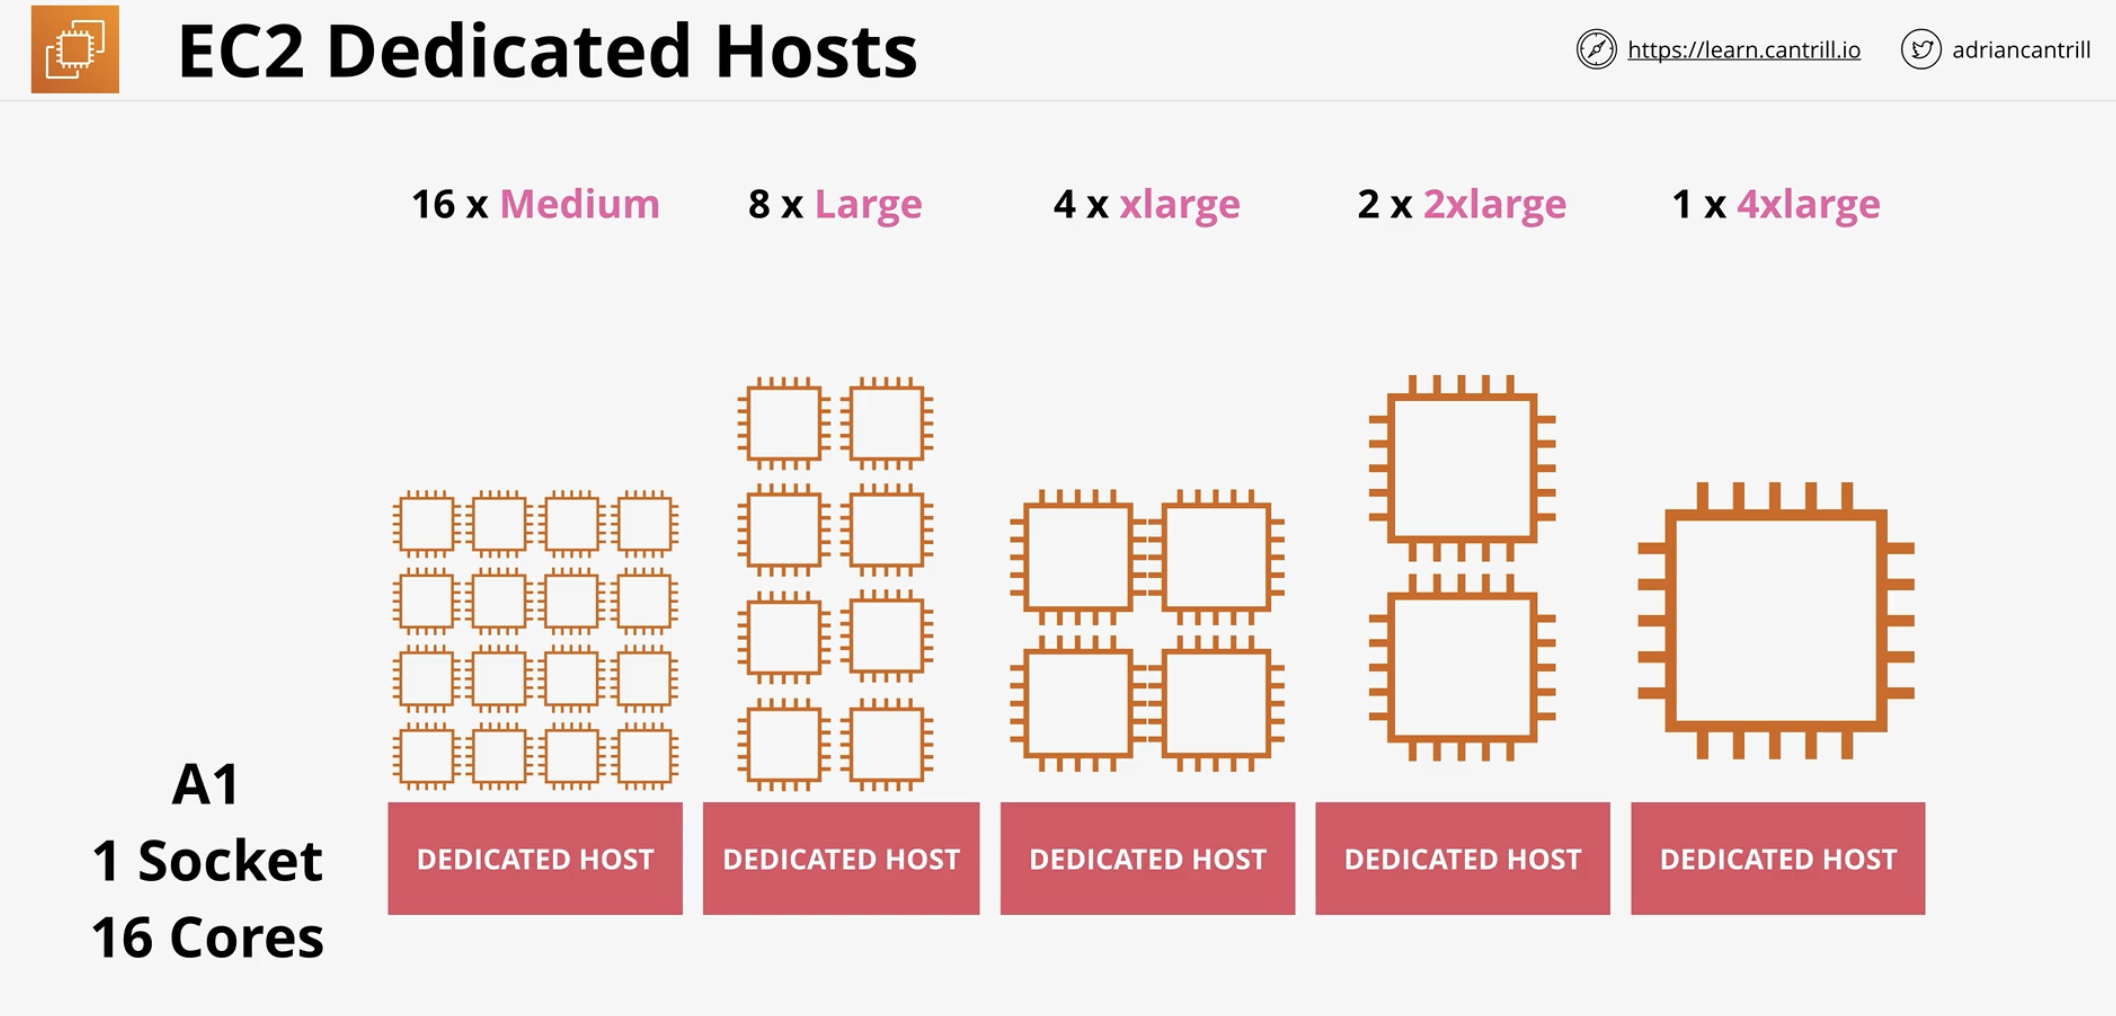 EC2 Dedicated Hosts
https://learn.cantrill.io
adriancantrill
16 x Medium
8 x Large
4 x xlarge
2 x 2xlarge
1 x 4xlarge
A1
1 Socket
16 Cores
DEDICATED HOST
DEDICATED HOST
DEDICATED HOST
DEDICATED HOST
DEDICATED HOST